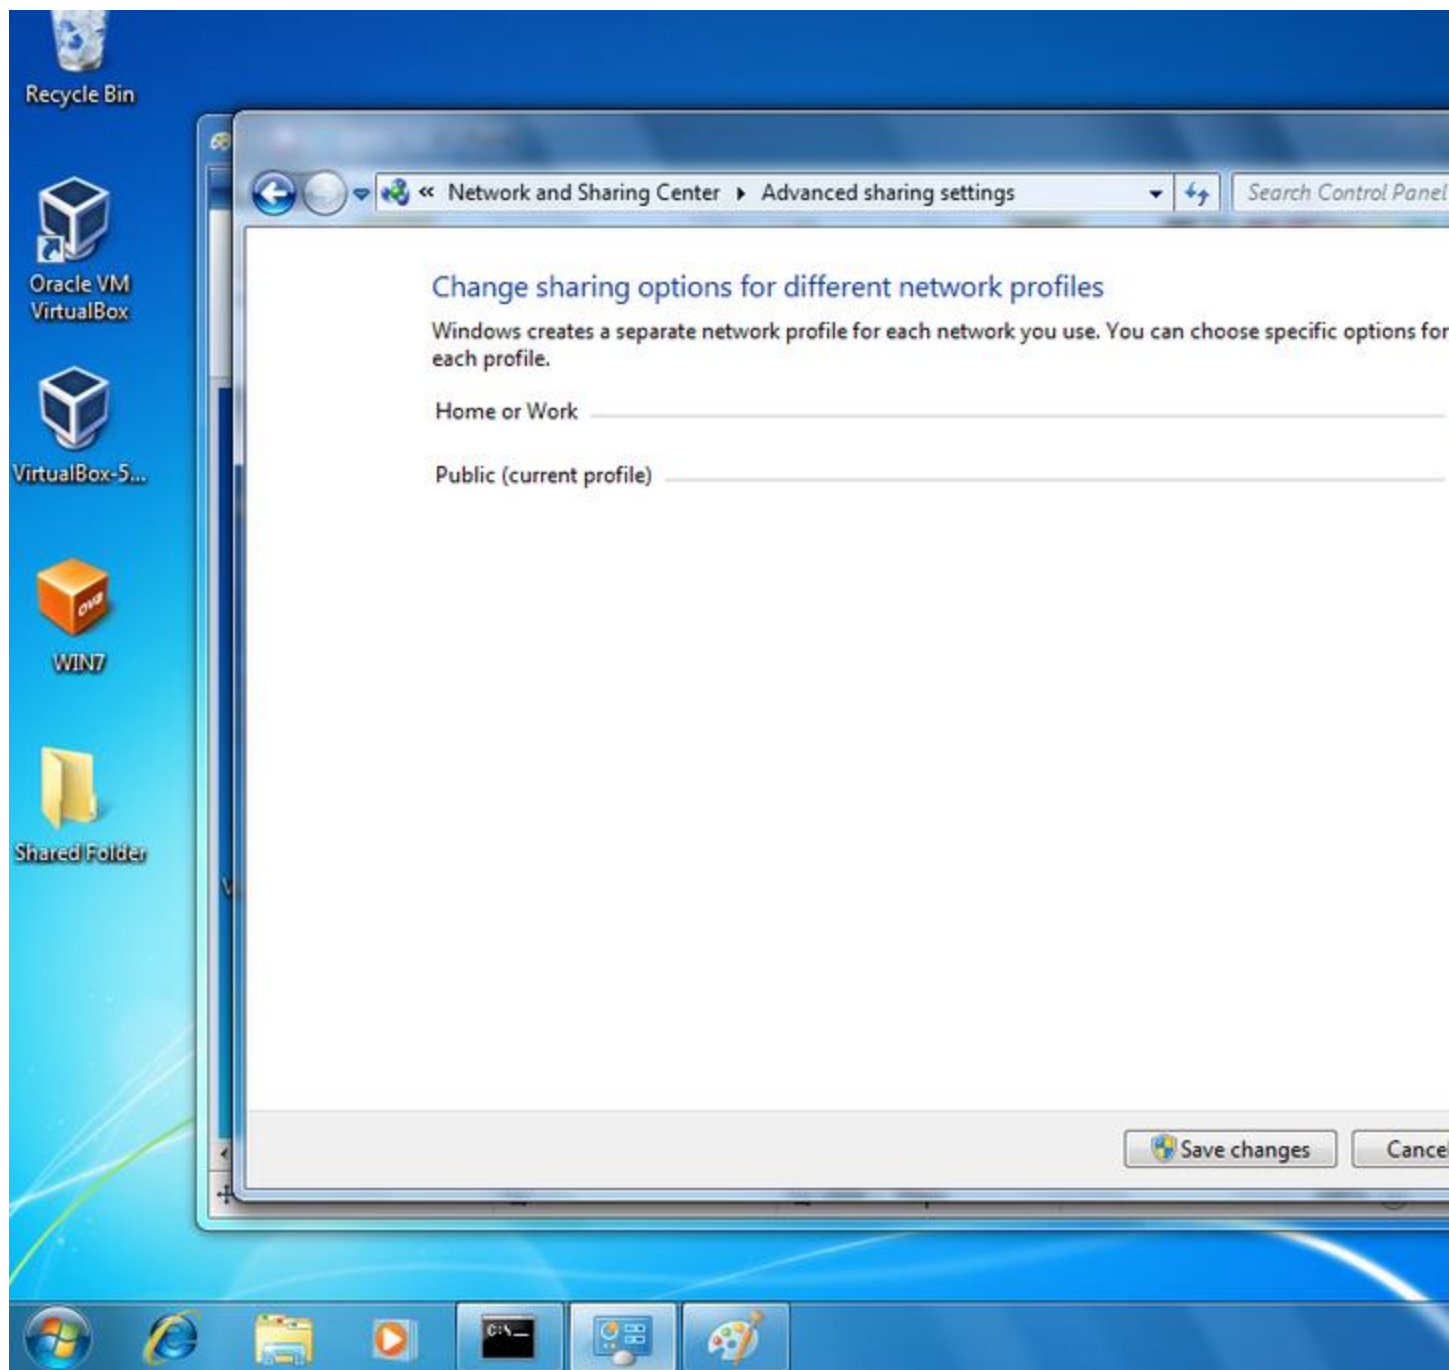 Recycle Bin
Oracle VM
VirtualBox
VirtualBox-5...
WIN7
Shared Folder
« Network and Sharing Center ▸ Advanced sharing settings
Search Control Panel
Change sharing options for different network profiles
Windows creates a separate network profile for each network you use. You can choose specific options for
each profile.
Home or Work
Public (current profile)
Save changes
Cancel
ova
C:\_